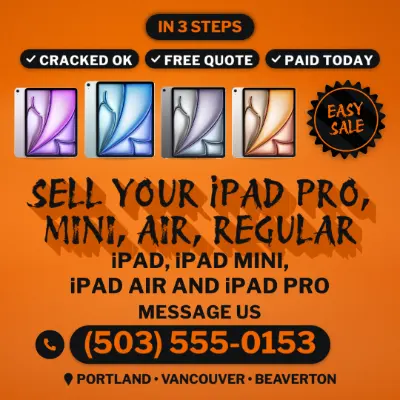 IN 3 STEPS
✓ CRACKED OK ✓ FREE QUOTE ✓ PAID TODAY
EASY
SALE
SELL YOUR iPAD PRO,
MINI, AIR, REGULAR
iPAD, iPAD MINI,
iPAD AIR AND iPAD PRO
MESSAGE US
(503) 555-0153
PORTLAND • VANCOUVER • BEAVERTON